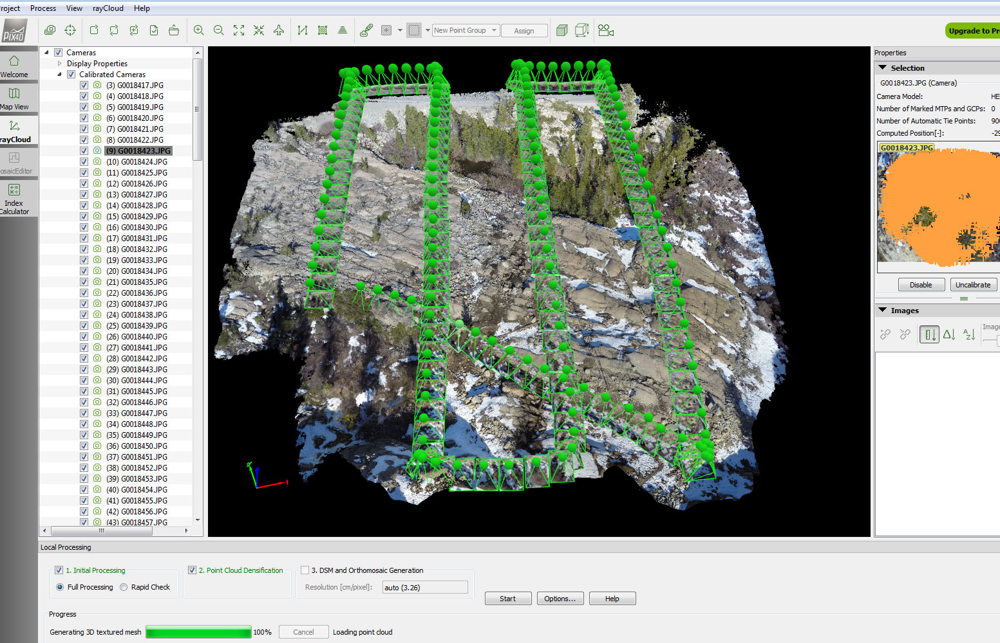 roject Process View rayCloud Help
PIX4D
New Point Group
Assign
Upgrade to Pr
Welcome
Map View
rayCloud
osaicEditor
Index
Calculator
Cameras
Display Properties
Calibrated Cameras
(3) G0018417.JPG
(4) G0018418.JPG
(5) G0018419.JPG
(6) G0018420.JPG
(7) G0018421.JPG
(8) G0018422.JPG
(9) G0018423.JPG
(10) G0018424.JPG
(11) G0018425.JPG
(12) G0018426.JPG
(13) G0018427.JPG
(14) G0018428.JPG
(15) G0018429.JPG
(16) G0018430.JPG
(17) G0018431.JPG
(18) G0018432.JPG
(19) G0018433.JPG
(20) G0018434.JPG
(21) G0018435.JPG
(22) G0018436.JPG
(23) G0018437.JPG
(24) G0018438.JPG
(25) G0018439.JPG
(26) G0018440.JPG
(27) G0018441.JPG
(28) G0018442.JPG
(29) G0018443.JPG
(30) G0018444.JPG
(31) G0018445.JPG
(32) G0018446.JPG
(33) G0018447.JPG
(34) G0018448.JPG
(35) G0018449.JPG
(36) G0018450.JPG
(37) G0018451.JPG
(38) G0018452.JPG
(39) G0018453.JPG
(40) G0018454.JPG
(41) G0018455.JPG
(42) G0018456.JPG
(43) G0018457.JPG
Properties
Selection
G0018423.JPG (Camera)
Camera Model: HE
Number of Marked MTPs and GCPs: 0
Number of Automatic Tie Points: 900
Computed Position[-]: -29
G0018423.JPG
Disable
Uncalibrate
Images
Image
Local Processing
1. Initial Processing
Full Processing
Rapid Check
2. Point Cloud Densification
3. DSM and Orthomosaic Generation
Resolution [cm/pixel]: auto (3.26)
Start
Options...
Help
Progress
Generating 3D textured mesh 100% Cancel Loading point cloud